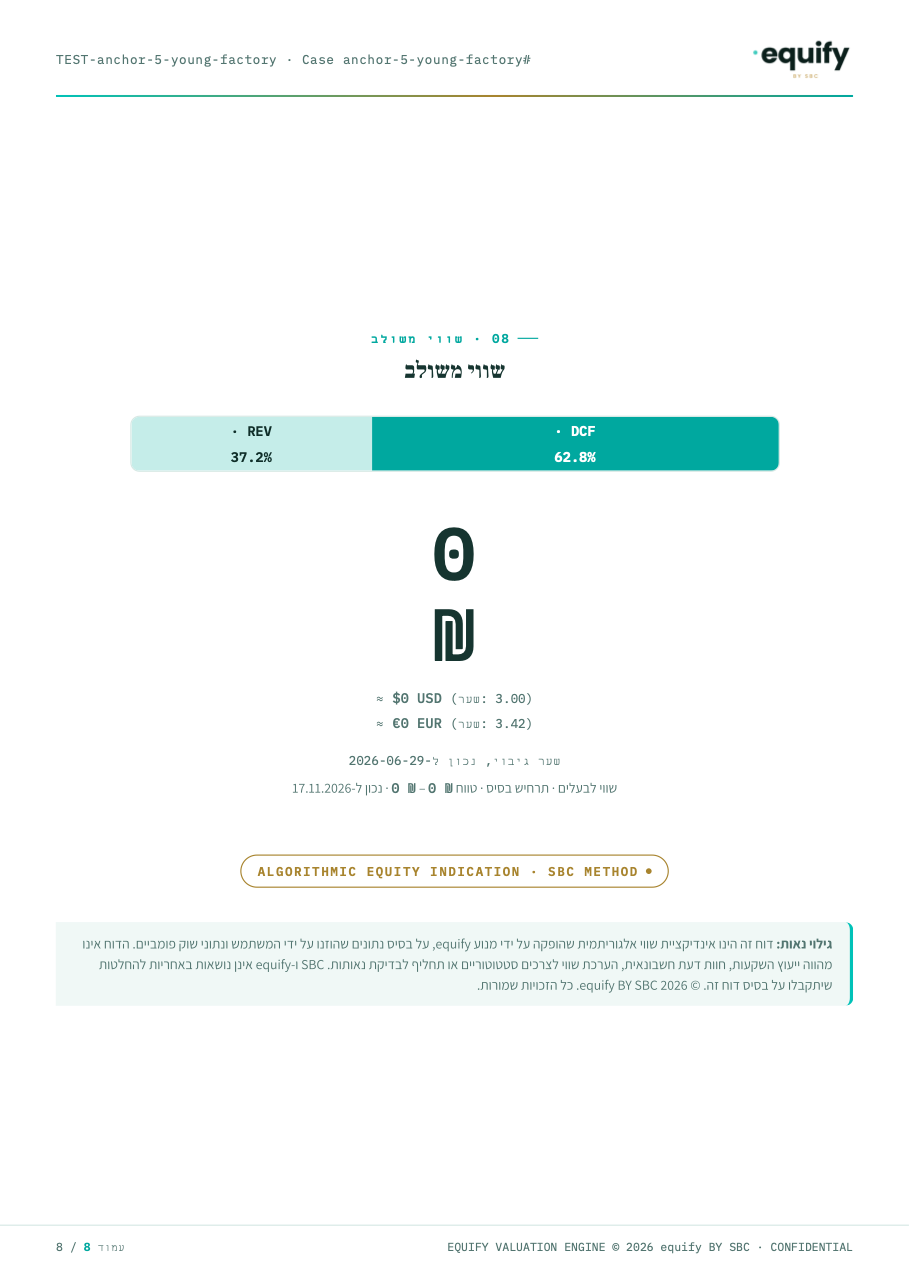 TEST-anchor-5-young-factory · Case anchor-5-young-factory#
equify
BY SBC
08 · שווי משולב
שווי משולב
· REV
37.2%
· DCF
62.8%
0
₪
≈ $0 USD (שער: 3.00)
≈ €0 EUR (שער: 3.42)
שער גיבוי, נכון ל-2026-06-29
שווי לבעלים · תרחיש בסיס · טווח ₪ 0 – ₪ 0 · נכון ל-17.11.2026
ALGORITHMIC EQUITY INDICATION · SBC METHOD
גילוי נאות: דוח זה הינו אינדיקציית שווי אלגוריתמית שהופקה על ידי מנוע equify, על בסיס נתונים שהוזנו על ידי המשתמש ונתוני שוק פומביים. הדוח אינו
מהווה ייעוץ השקעות, חוות דעת חשבונאית, הערכת שווי לצרכים סטטוטוריים או תחליף לבדיקת נאותות. SBC ו-equify אינן נושאות באחריות להחלטות
שיתקבלו על בסיס דוח זה. © 2026 equify BY SBC. כל הזכויות שמורות.
עמוד 8 / 8
EQUIFY VALUATION ENGINE © 2026 equify BY SBC · CONFIDENTIAL